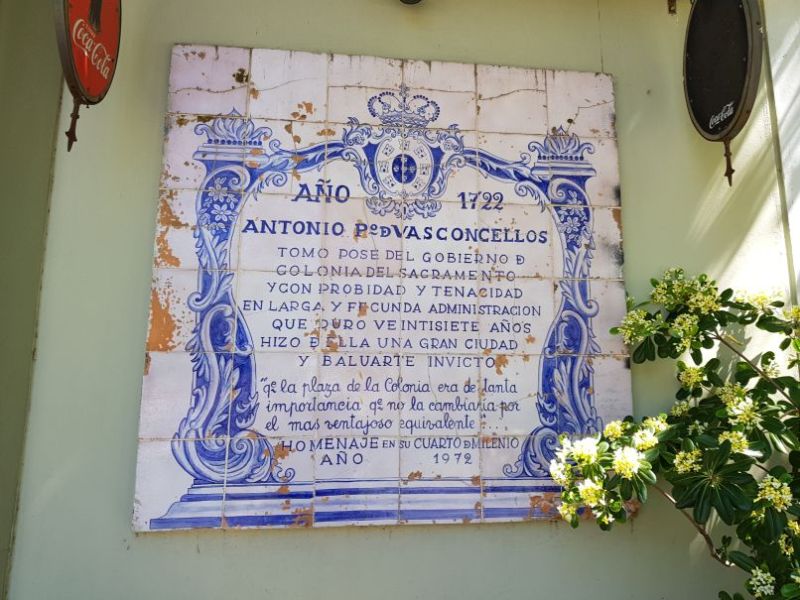 Coca-Cola
Coca-Cola
AÑO 1722
ANTONIO Pº D VASCONCELLOS
TOMO POSE DEL GOBIERNO Ð
COLONIA DEL SACRAMENTO
Y CON PROBIDAD Y TENACIDAD
EN LARGA Y FECUNDA ADMINISTRACION
QUE DURO VEINTISIETE AÑOS
HIZO Ð ELLA UNA GRAN CIUDAD
Y BALUARTE INVICTO
"qe la plaza de la Colonia era de tanta
importancia qe no la cambiaria por
el mas ventajoso equivalente"...
HOMENAJE EN SU CUARTO Ð MILENIO
AÑO 1972